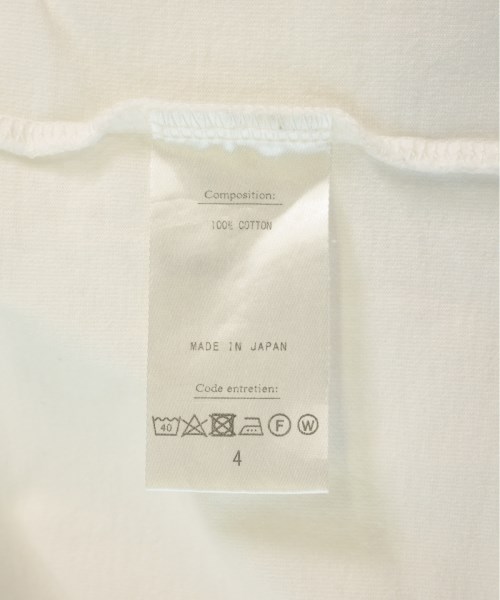 Composition:
100% COTTON
MADE IN JAPAN
Code entretien:
40 F W
4